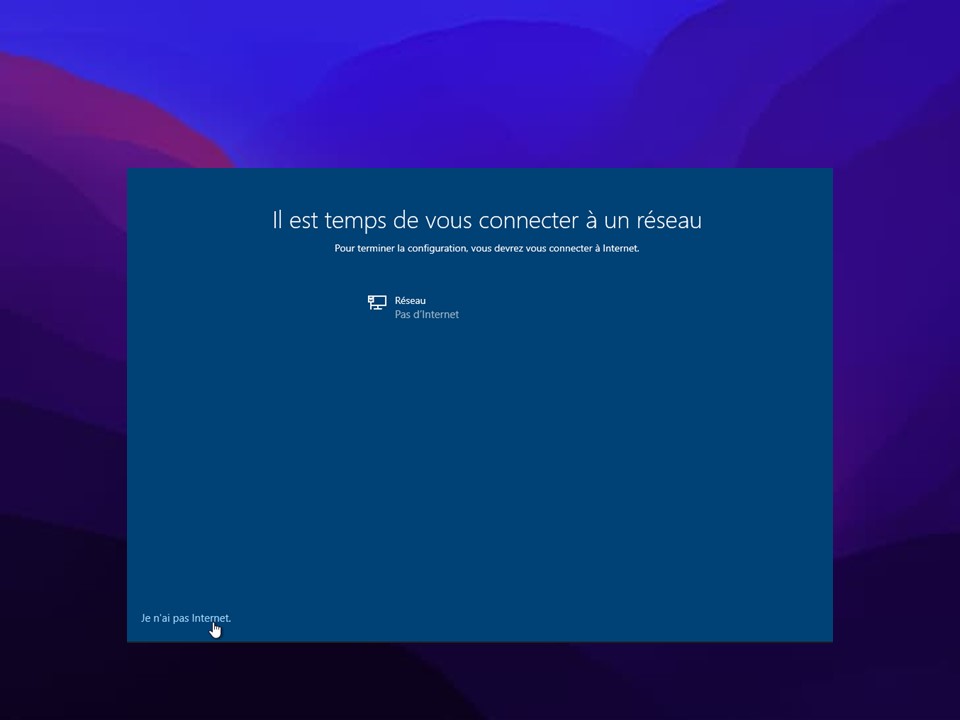 Il est temps de vous connecter à un réseau
Pour terminer la configuration, vous devrez vous connecter à Internet.
Réseau
Pas d'Internet
Je n'ai pas Internet.